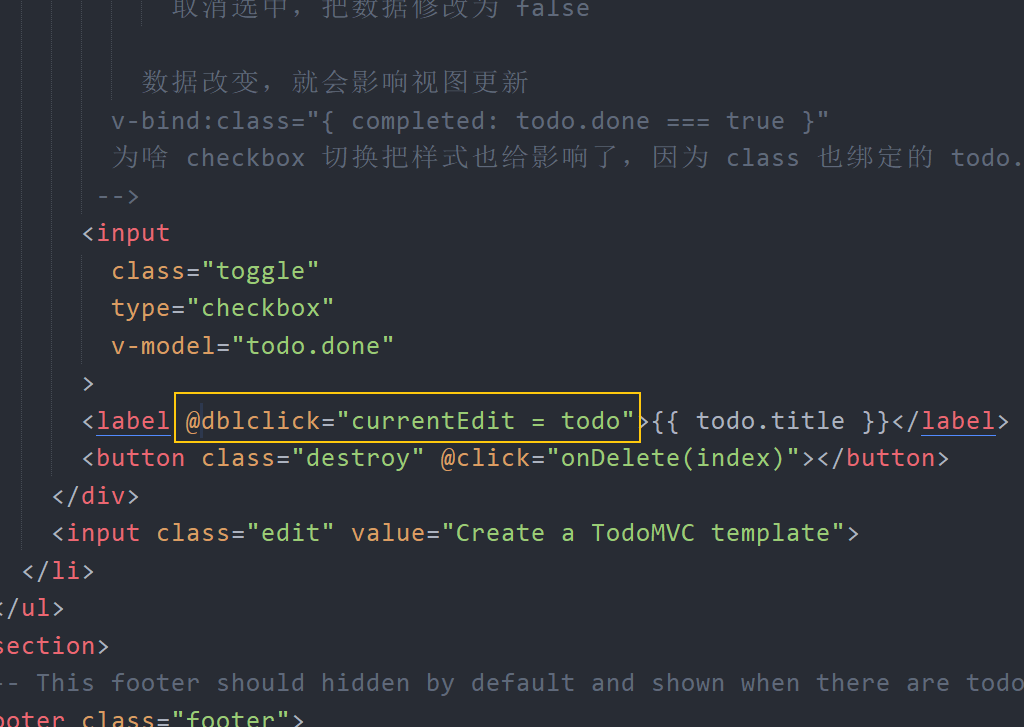 取消选中，把数据修改为 false
数据改变，就会影响视图更新
v-bind:class="{ completed: todo.done === true }"
为啥 checkbox 切换把样式也给影响了，因为 class 也绑定的 todo.
-->
<input
class="toggle"
type="checkbox"
v-model="todo.done"
>
<label @dblclick="currentEdit = todo">{{ todo.title }}</label>
<button class="destroy" @click="onDelete(index)"></button>
</div>
<input class="edit" value="Create a TodoMVC template">
</li>
</ul>
section>
-- This footer should hidden by default and shown when there are todo
ooter class="footer">